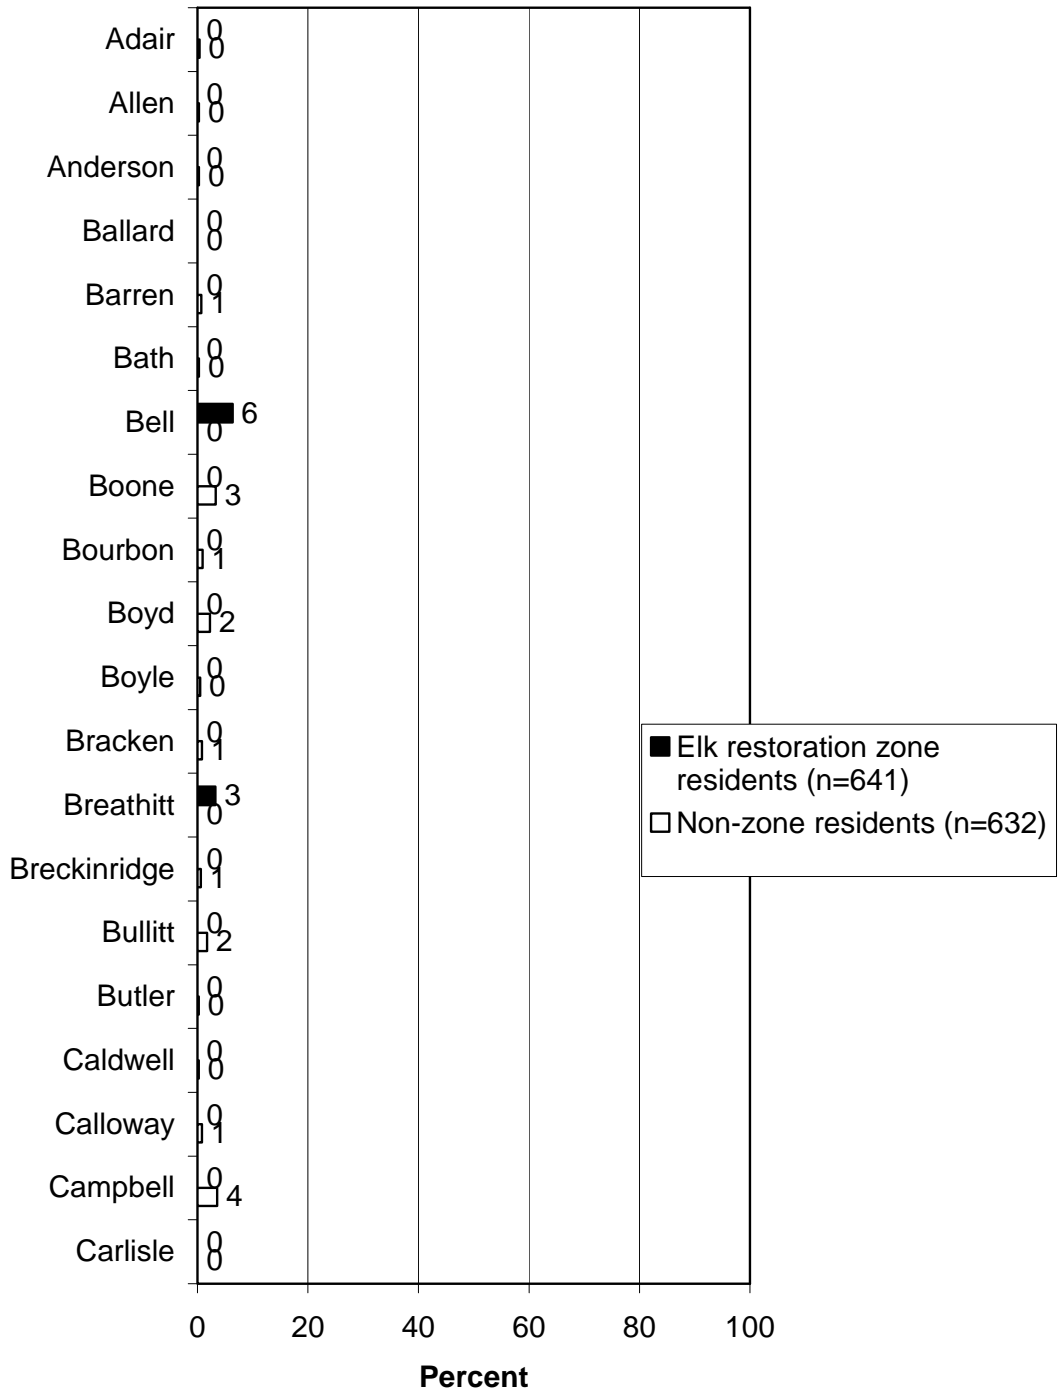 Adair 0
0
Allen 0
0
Anderson 0
0
Ballard 0
0
Barren 0
1
Bath 0
0
Bell 6
0
Boone 0
3
Bourbon 0
1
Boyd 0
2
Boyle 0
0
Bracken 0
1
Breathitt 3
0
Breckinridge 0
1
Bullitt 0
2
Butler 0
0
Caldwell 0
0
Calloway 0
1
Campbell 0
4
Carlisle 0
0
Elk restoration zone
residents (n=641)
Non-zone residents (n=632)
0 20 40 60 80 100
Percent